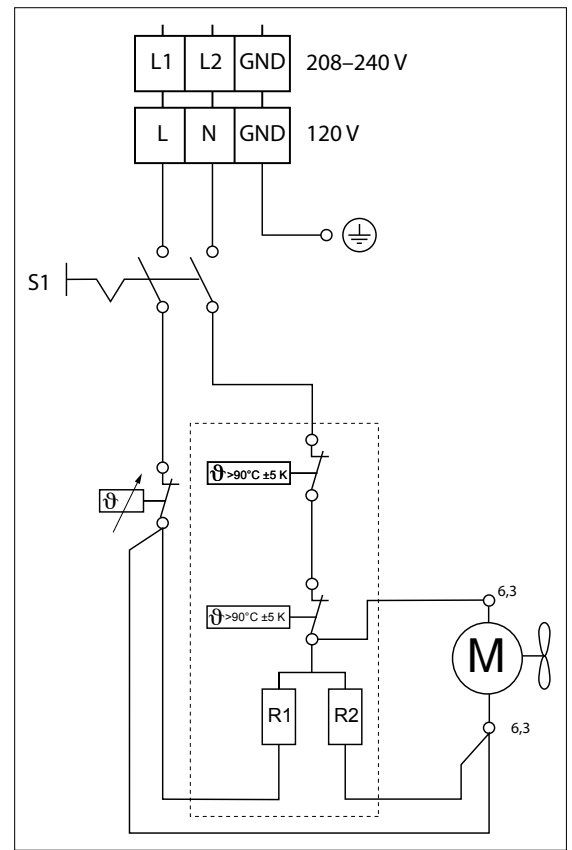 L1 L2 GND 208–240 V
L N GND 120 V
S1
ϑ >90°C ±5 K
ϑ
ϑ >90°C ±5 K
6,3
M
R1 R2
6,3